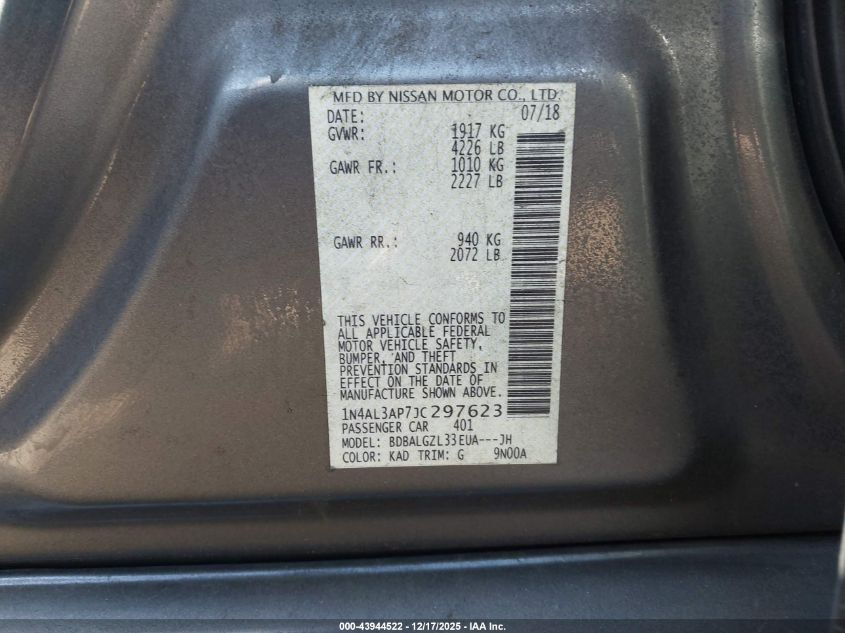 MFD BY NISSAN MOTOR CO., LTD.
DATE: 07/18
GVWR: 1917 KG
4226 LB
GAWR FR.: 1010 KG
2227 LB
GAWR RR.: 940 KG
2072 LB
THIS VEHICLE CONFORMS TO
ALL APPLICABLE FEDERAL
MOTOR VEHICLE SAFETY,
BUMPER, AND THEFT
PREVENTION STANDARDS IN
EFFECT ON THE DATE OF
MANUFACTURE SHOWN ABOVE.
1N4AL3AP7JC297623
PASSENGER CAR 401
MODEL: BDBALGZL33EUA---JH
COLOR: KAD TRIM: G 9N00A
000-43944522 — 12/17/2025 — IAA Inc.